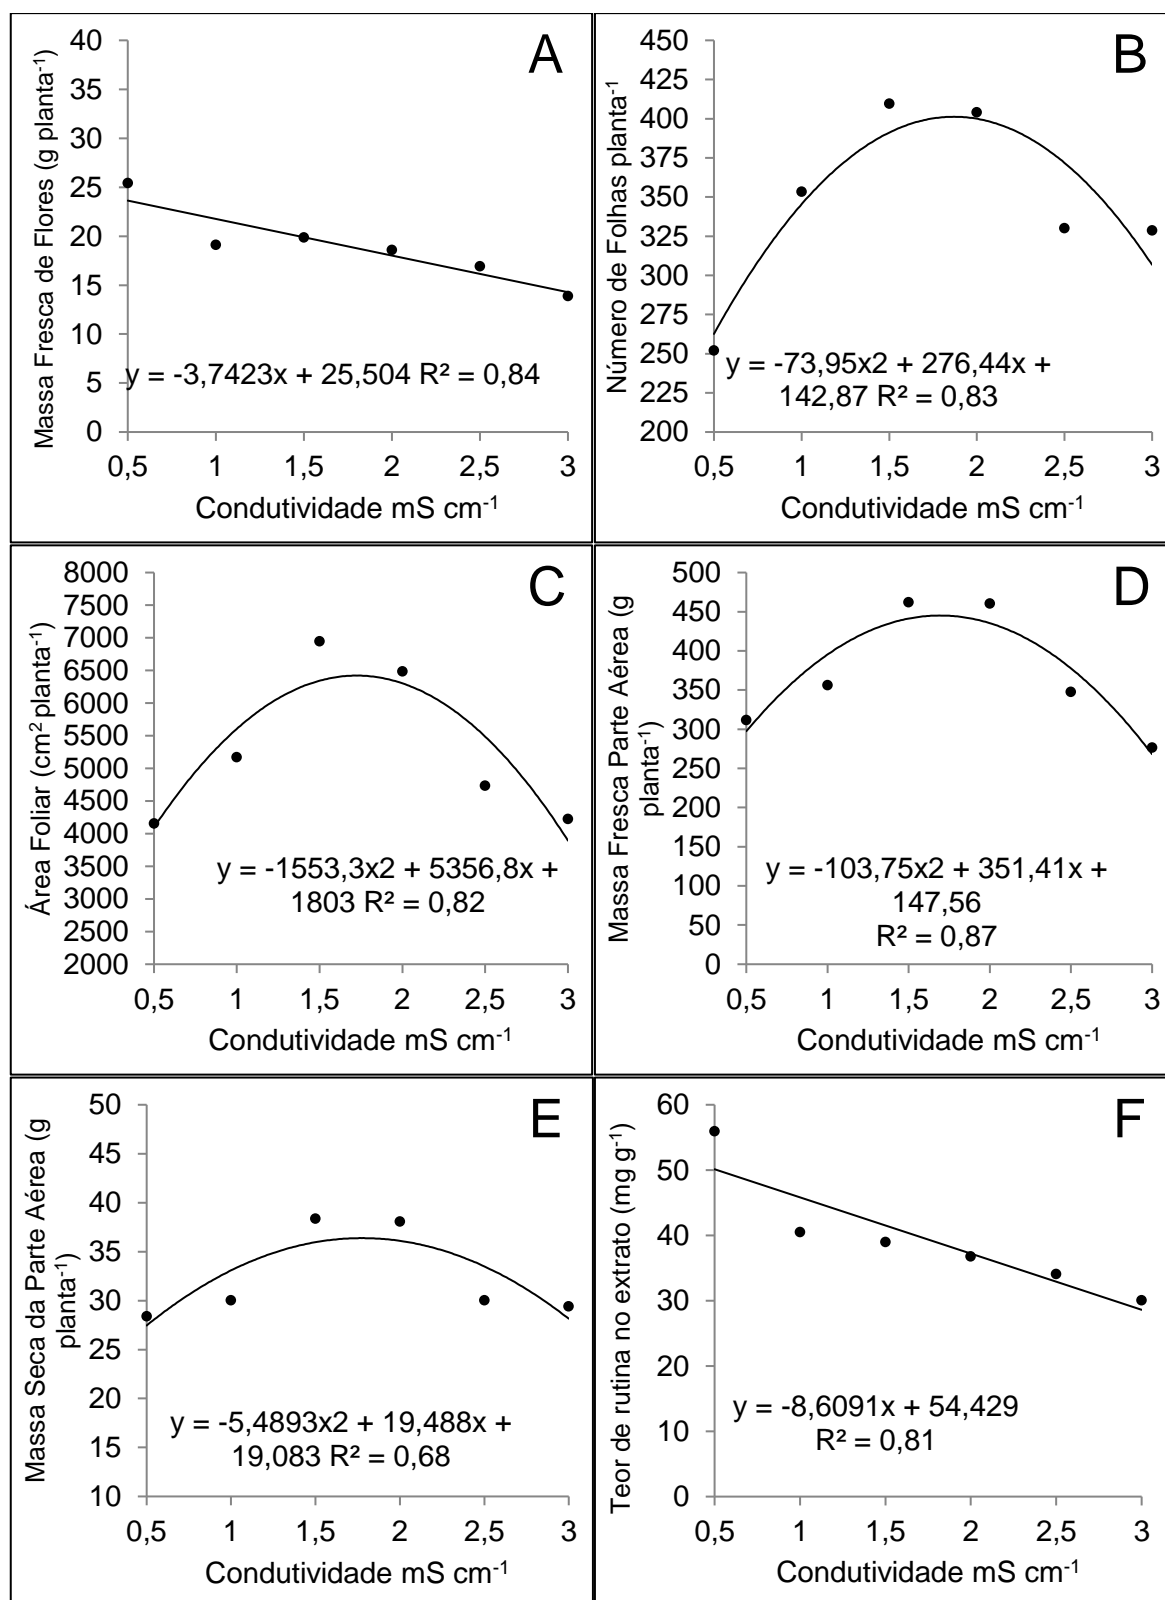 A
Massa Fresca de Flores (g planta-1)
40
35
30
25
20
15
10
5
0
y = -3,7423x + 25,504 R² = 0,84
0,5 1 1,5 2 2,5 3
Condutividade mS cm-1
B
Número de Folhas planta-1
450
425
400
375
350
325
300
275
250
225
200
y = -73,95x2 + 276,44x +
142,87 R² = 0,83
0,5 1 1,5 2 2,5 3
Condutividade mS cm-1
C
Área Foliar (cm2 planta-1)
8000
7500
7000
6500
6000
5500
5000
4500
4000
3500
3000
2500
2000
y = -1553,3x2 + 5356,8x +
1803 R² = 0,82
0,5 1 1,5 2 2,5 3
Condutividade mS cm-1
D
Massa Fresca Parte Aérea (g
planta-1)
500
450
400
350
300
250
200
150
100
50
0
y = -103,75x2 + 351,41x +
147,56
R² = 0,87
0,5 1 1,5 2 2,5 3
Condutividade mS cm-1
E
Massa Seca da Parte Aérea (g
planta-1)
50
45
40
35
30
25
20
15
10
y = -5,4893x2 + 19,488x +
19,083 R² = 0,68
0,5 1 1,5 2 2,5 3
Condutividade mS cm-1
F
Teor de rutina no extrato (mg g-1)
60
50
40
30
20
10
0
y = -8,6091x + 54,429
R² = 0,81
0,5 1 1,5 2 2,5 3
Condutividade mS cm-1